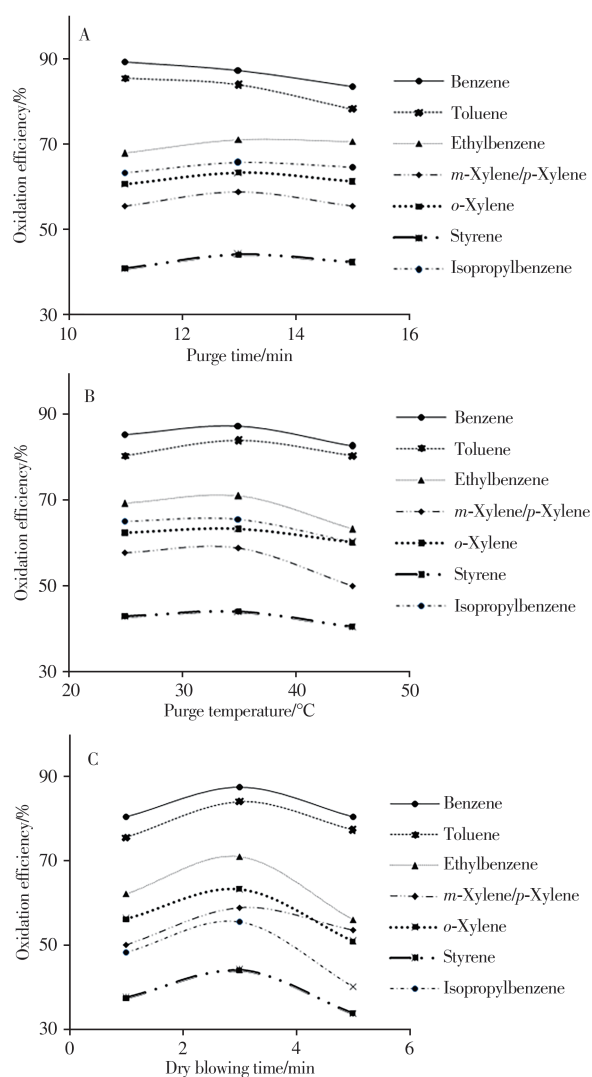 A
90
70
50
30
10 12 14 16
Oxidation efficiency/%
Purge time/min
Benzene
Toluene
Ethylbenzene
m-Xylene/p-Xylene
o-Xylene
Styrene
Isopropylbenzene
B
90
70
50
30
20 30 40 50
Oxidation efficiency/%
Purge temperature/°C
Benzene
Toluene
Ethylbenzene
m-Xylene/p-Xylene
o-Xylene
Styrene
Isopropylbenzene
C
90
70
50
30
0 2 4 6
Oxidation efficiency/%
Dry blowing time/min
Benzene
Toluene
Ethylbenzene
m-Xylene/p-Xylene
o-Xylene
Styrene
Isopropylbenzene